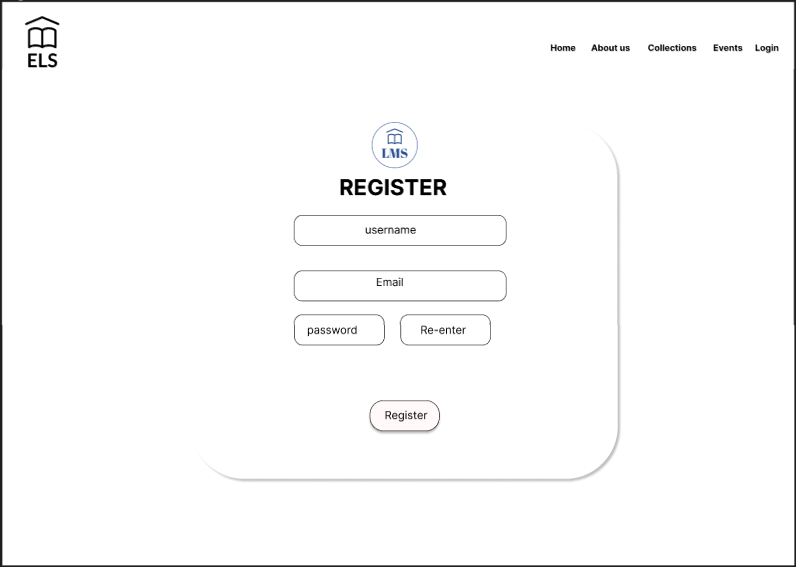 ELS
Home About us Collections Events Login
LMS
REGISTER
username
Email
password Re-enter
Register